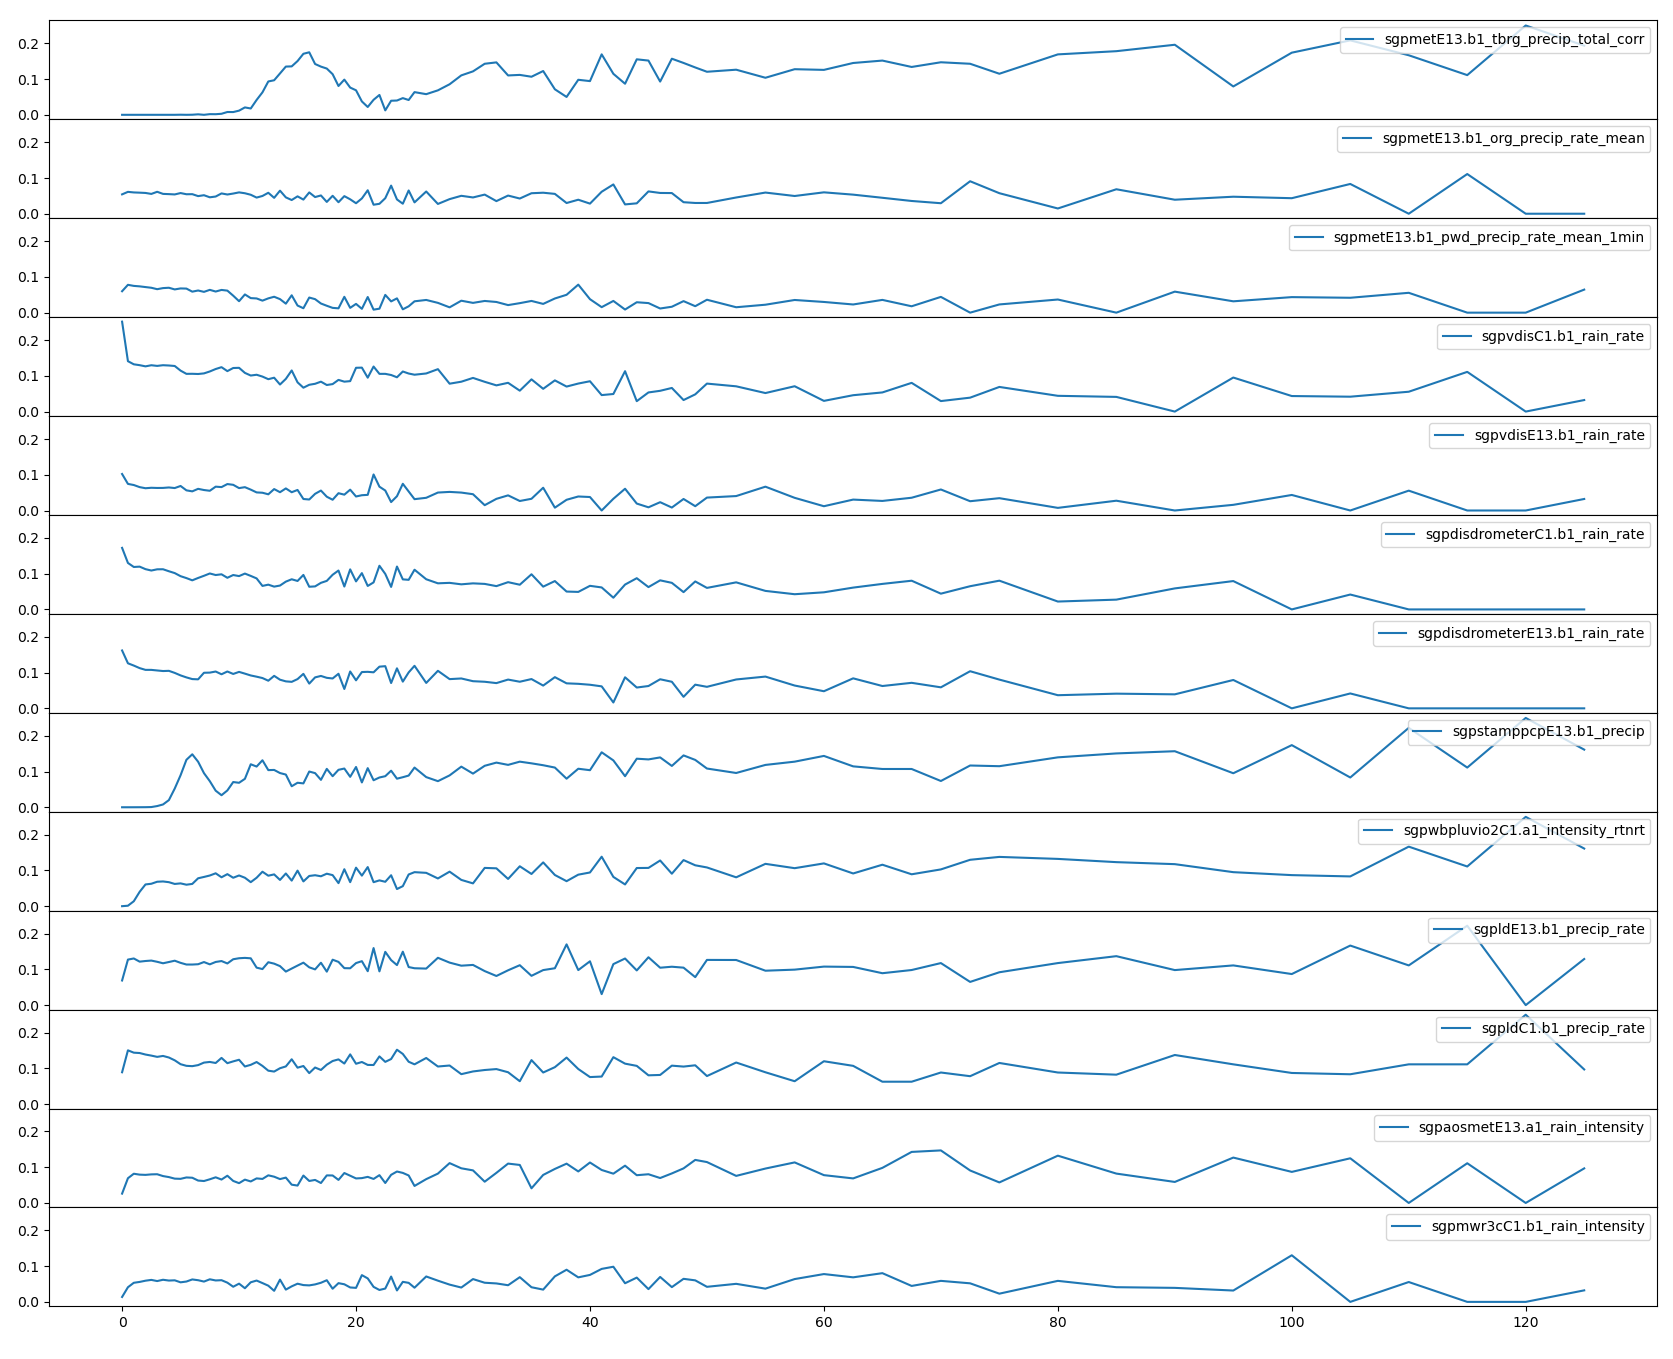 0.2
0.1
0.0
sgpmetE13.b1_tbrg_precip_total_corr
0.2
0.1
0.0
sgpmetE13.b1_org_precip_rate_mean
0.2
0.1
0.0
sgpmetE13.b1_pwd_precip_rate_mean_1min
0.2
0.1
0.0
sgpvdisC1.b1_rain_rate
0.2
0.1
0.0
sgpvdisE13.b1_rain_rate
0.2
0.1
0.0
sgpdisdrometerC1.b1_rain_rate
0.2
0.1
0.0
sgpdisdrometerE13.b1_rain_rate
0.2
0.1
0.0
sgpstamppcpE13.b1_precip
0.2
0.1
0.0
sgpwbpluvio2C1.a1_intensity_rtnrt
0.2
0.1
0.0
sgpldE13.b1_precip_rate
0.2
0.1
0.0
sgpldC1.b1_precip_rate
0.2
0.1
0.0
sgpaosmetE13.a1_rain_intensity
0.2
0.1
0.0
sgpmwr3cC1.b1_rain_intensity
0 20 40 60 80 100 120